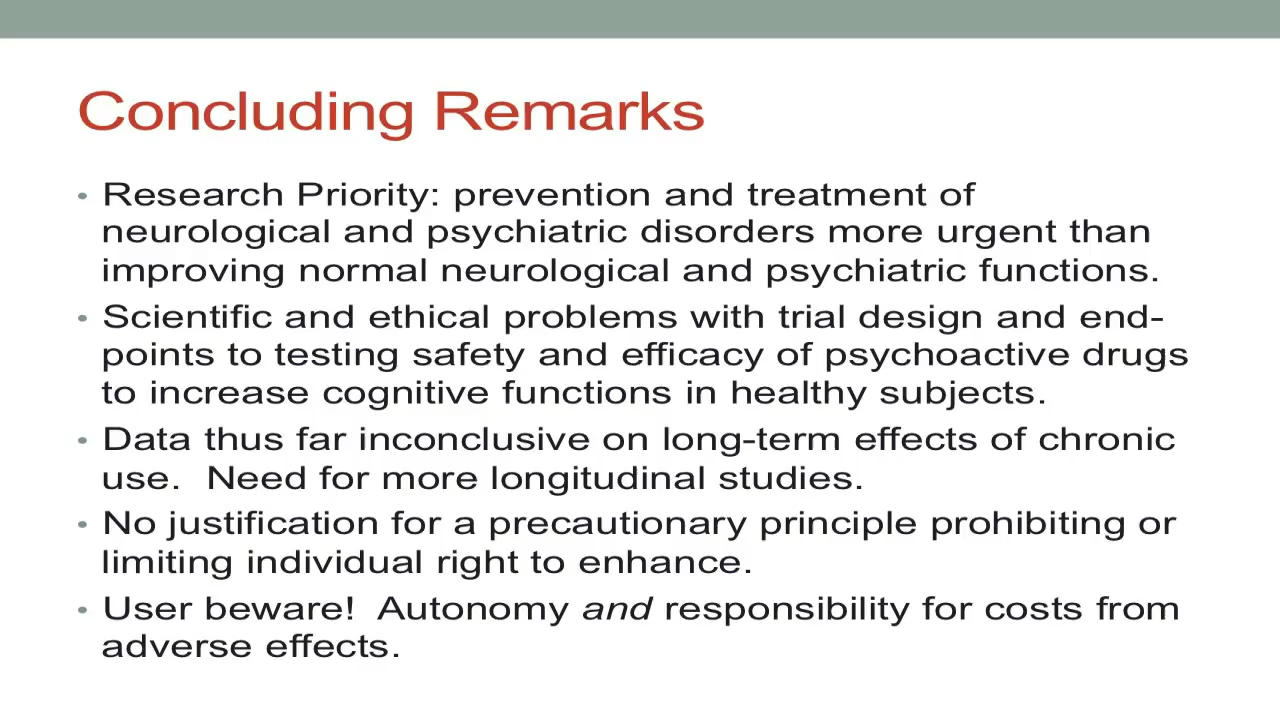 Concluding Remarks
• Research Priority: prevention and treatment of
neurological and psychiatric disorders more urgent than
improving normal neurological and psychiatric functions.
• Scientific and ethical problems with trial design and end-
points to testing safety and efficacy of psychoactive drugs
to increase cognitive functions in healthy subjects.
• Data thus far inconclusive on long-term effects of chronic
use.  Need for more longitudinal studies.
• No justification for a precautionary principle prohibiting or
limiting individual right to enhance.
• User beware!  Autonomy and responsibility for costs from
adverse effects.